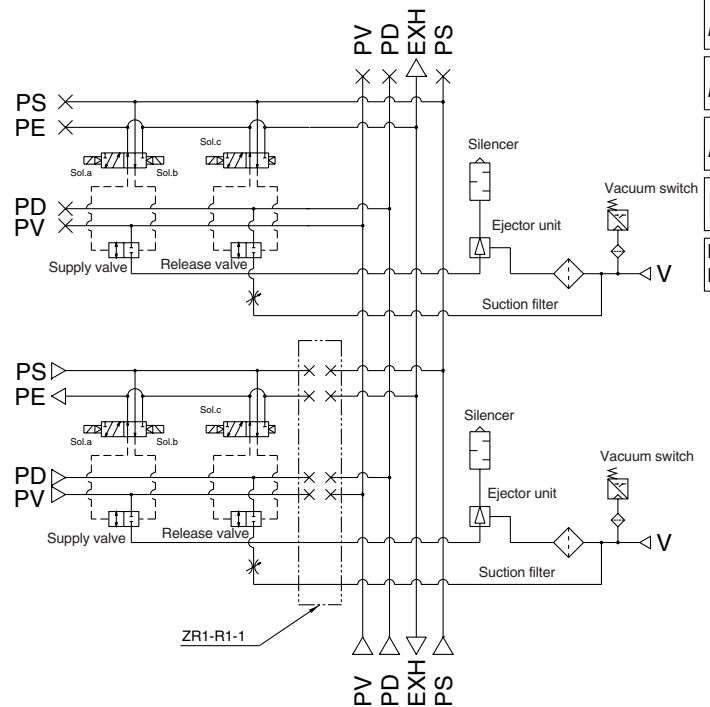 PV PD EXH PS
PS
PE
Sol.a
Sol.b
Sol.c
PD
PV
Supply valve
Release valve
Silencer
Ejector unit
Vacuum switch
V
Suction filter
PS
PE
Sol.a
Sol.b
Sol.c
PD
PV
Supply valve
Release valve
Silencer
Ejector unit
Vacuum switch
V
Suction filter
ZR1-R1-1
PV PD EXH PS